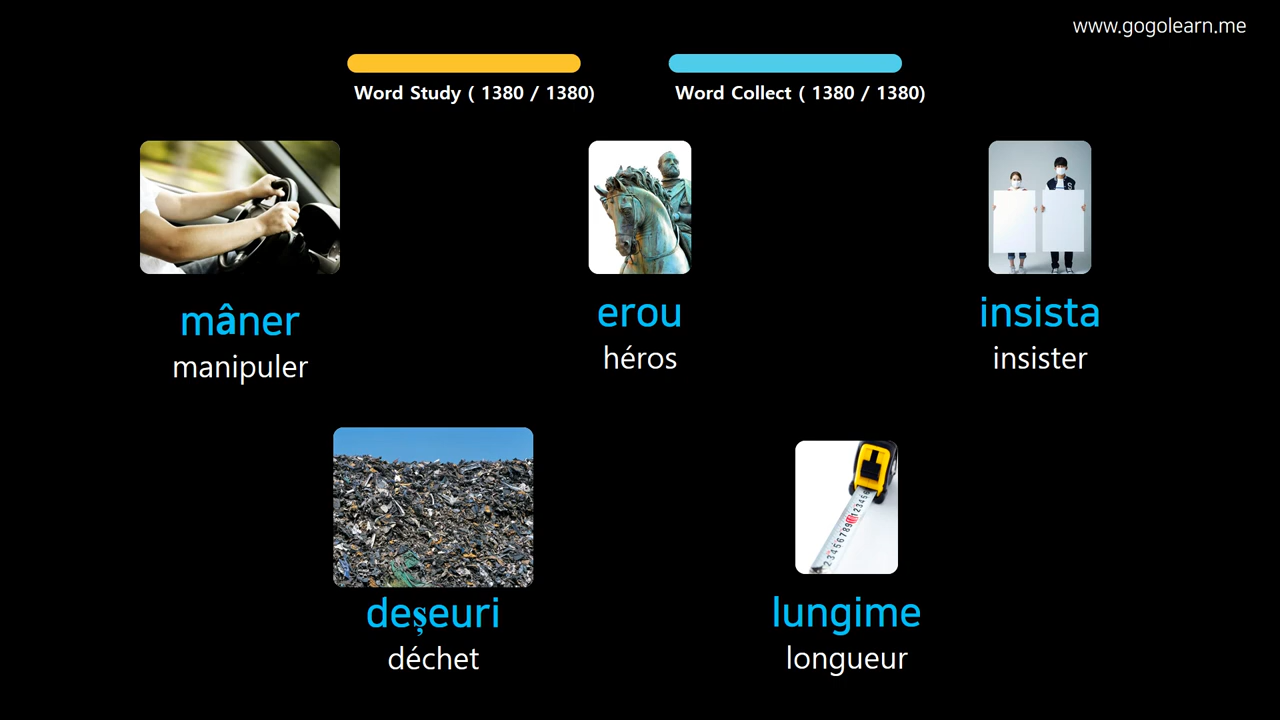 www.gogolearn.me
Word Study ( 1380 / 1380)
Word Collect ( 1380 / 1380)
mâner
manipuler
erou
héros
insista
insister
deșeuri
déchet
lungime
longueur